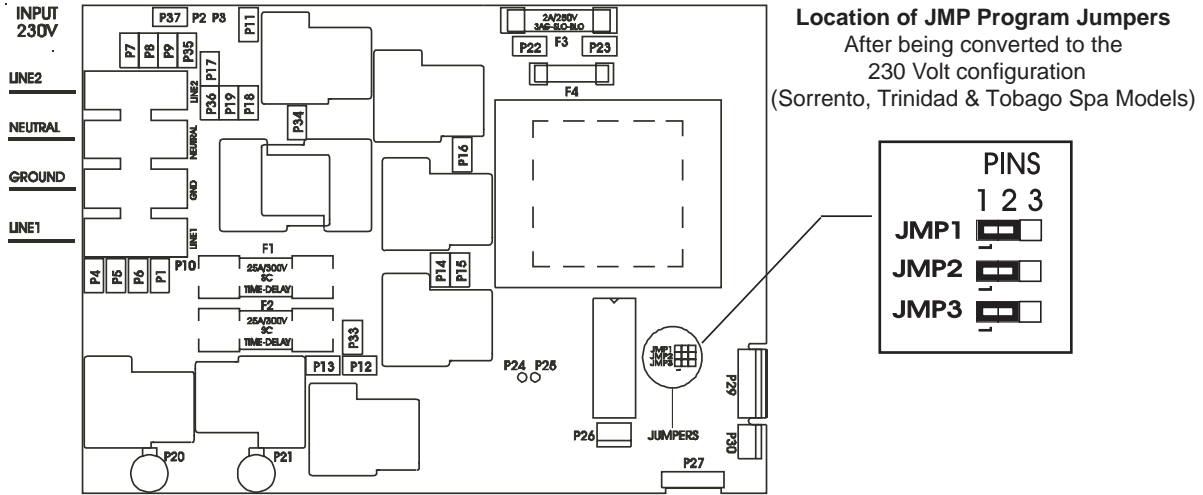 INPUT
230V
P37 P2 P3
P11
2A/250V
3AG-SLO-BLO
F3
P22
P23
F4
P7
P8
P9
P35
P17
P36
P19
P18
P34
P16
LINE2
NEUTRAL
GROUND
LINE1
LINE2
NEUTRAL
GND
LINE1
P4
P5
P6
P1
P10
F1
25A/300V
SC
TIME-DELAY
F2
25A/300V
SC
TIME-DELAY
P14
P15
P33
P13
P12
P24 P25
JMP1
JMP2
JMP3
P29
P30
P26
JUMPERS
P27
P20
P21
Location of JMP Program Jumpers
After being converted to the
230 Volt configuration
(Sorrento, Trinidad & Tobago Spa Models)
PINS
1 2 3
JMP1
JMP2
JMP3